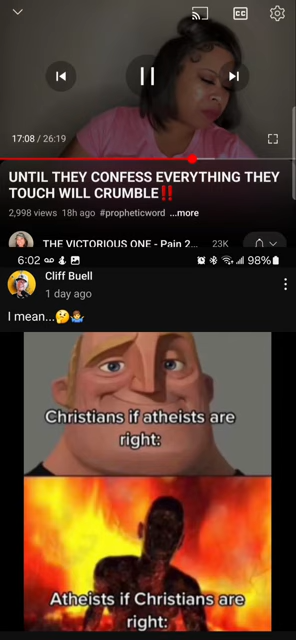 CC
17:08 / 26:19
UNTIL THEY CONFESS EVERYTHING THEY
TOUCH WILL CRUMBLE‼️
2,998 views 18h ago #propheticword ...more
THE VICTORIOUS ONE - Pain 2... 23K
6:02 98%
Cliff Buell
1 day ago
I mean...🤔🤷‍♂️
Christians if atheists are
right:
Atheists if Christians are
right: